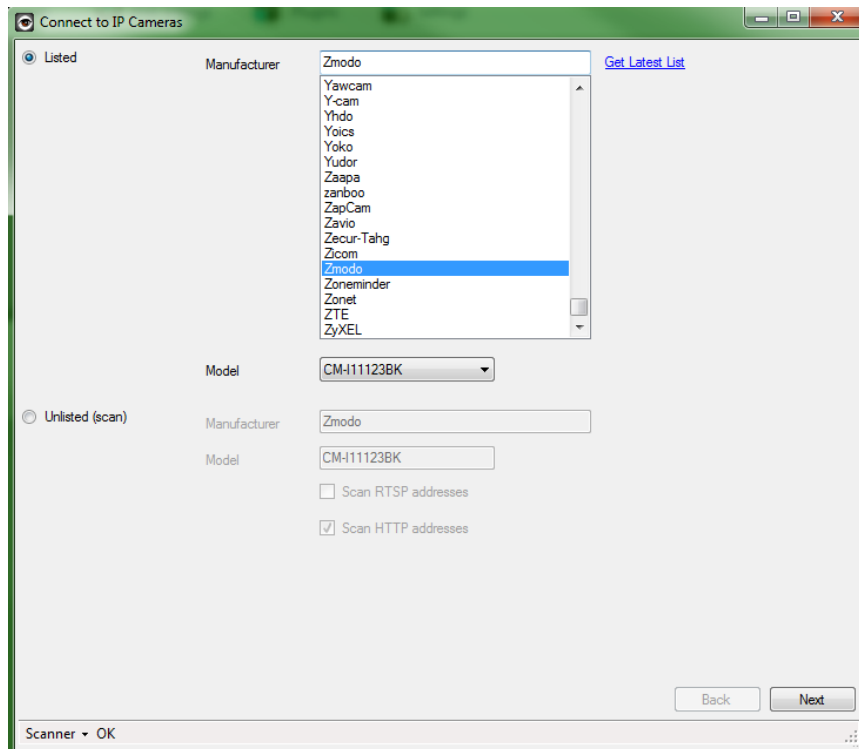 Connect to IP Cameras
Listed
Manufacturer
Zmodo
Get Latest List
Yawcam
Y-cam
Yhdo
Yoics
Yoko
Yudor
Zaapa
zanboo
ZapCam
Zavio
Zecur-Tahg
Zicom
Zmodo
Zoneminder
Zonet
ZTE
ZyXEL
Model
CM-I11123BK
Unlisted (scan)
Manufacturer
Zmodo
Model
CM-I11123BK
Scan RTSP addresses
Scan HTTP addresses
Back
Next
Scanner
OK